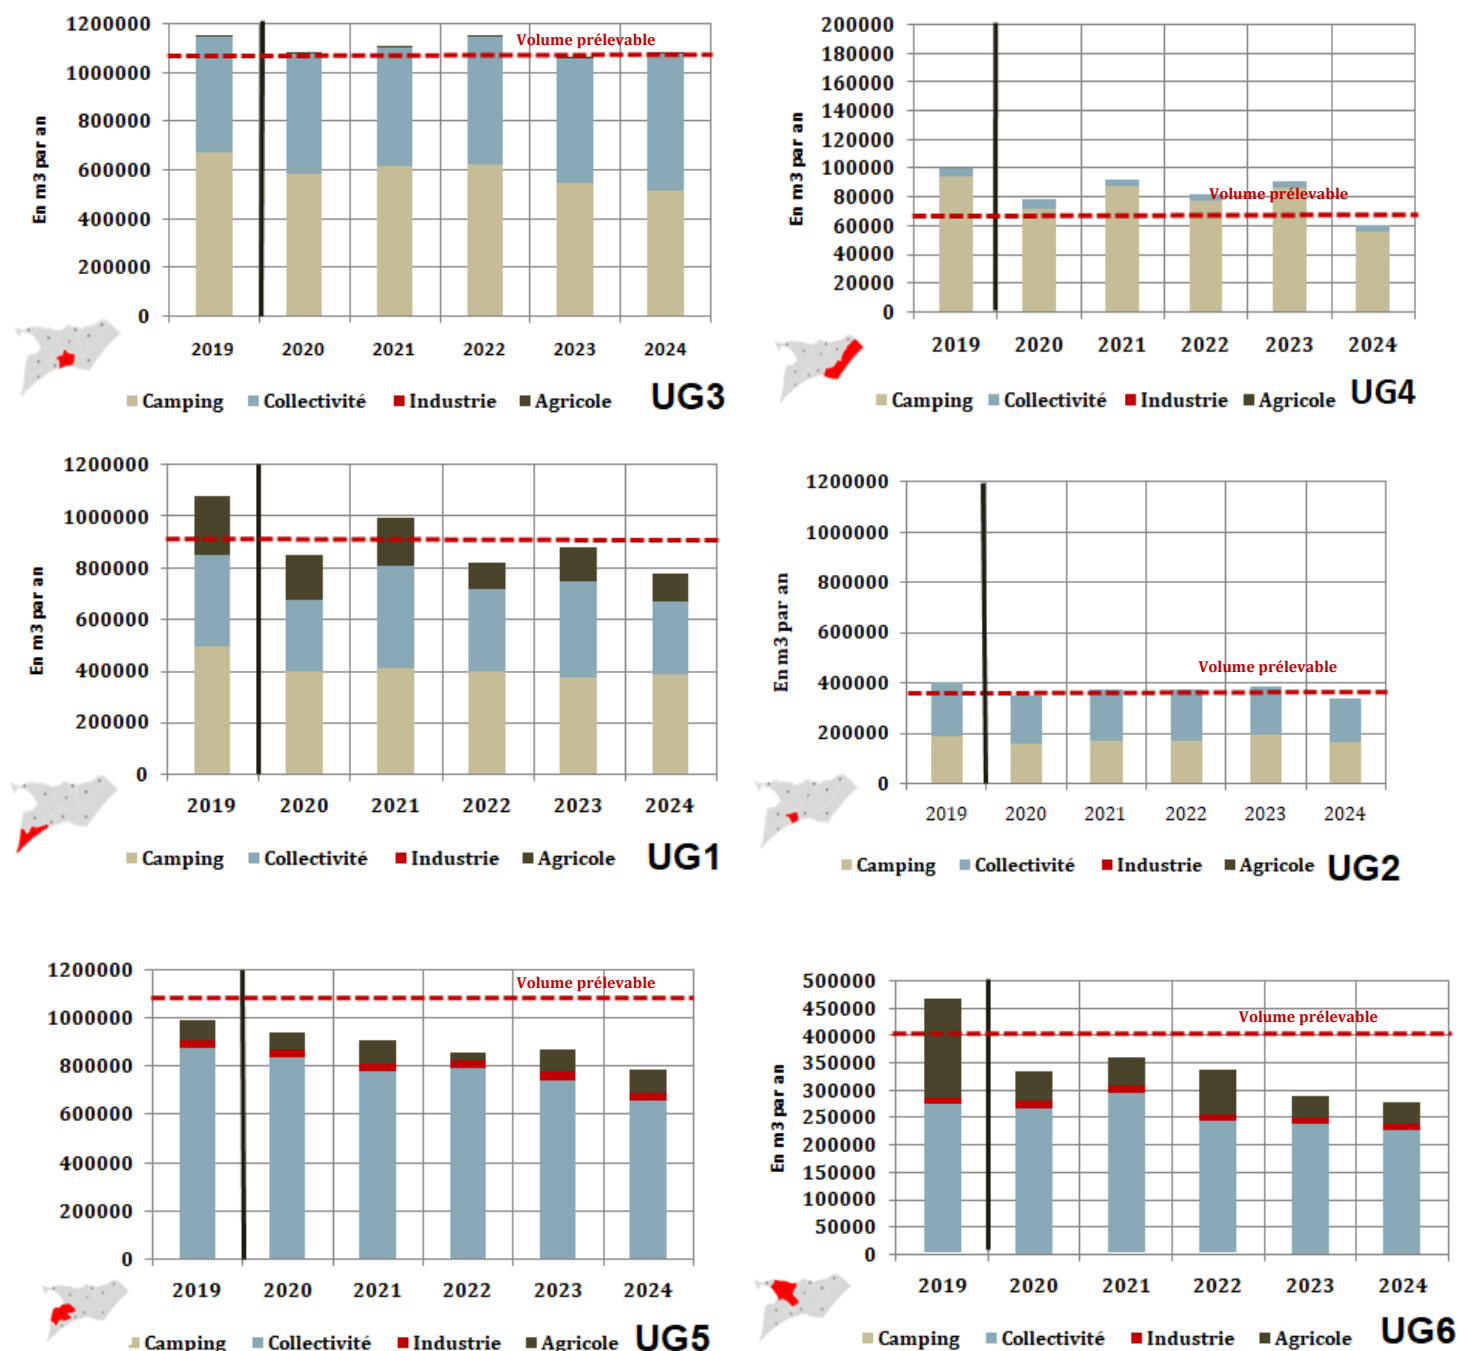 1200000
1000000
800000
600000
400000
200000
0
En m3 par an
Volume prélevable
2019 2020 2021 2022 2023 2024
Camping Collectivité Industrie Agricole UG3
200000
180000
160000
140000
120000
100000
80000
60000
40000
20000
0
En m3 par an
Volume prélevable
2019 2020 2021 2022 2023 2024
Camping Collectivité Industrie Agricole UG4
1200000
1000000
800000
600000
400000
200000
0
En m3 par an
2019 2020 2021 2022 2023 2024
Camping Collectivité Industrie Agricole UG1
1200000
1000000
800000
600000
400000
200000
0
En m3 par an
Volume prélevable
2019 2020 2021 2022 2023 2024
Camping Collectivité Industrie Agricole UG2
1200000
1000000
800000
600000
400000
200000
0
Volume prélevable
2019 2020 2021 2022 2023 2024
Camping Collectivité Industrie Agricole UG5
500000
450000
400000
350000
300000
250000
200000
150000
100000
50000
0
En m3 par an
Volume prélevable
2019 2020 2021 2022 2023 2024
Camping Collectivité Industrie Agricole UG6